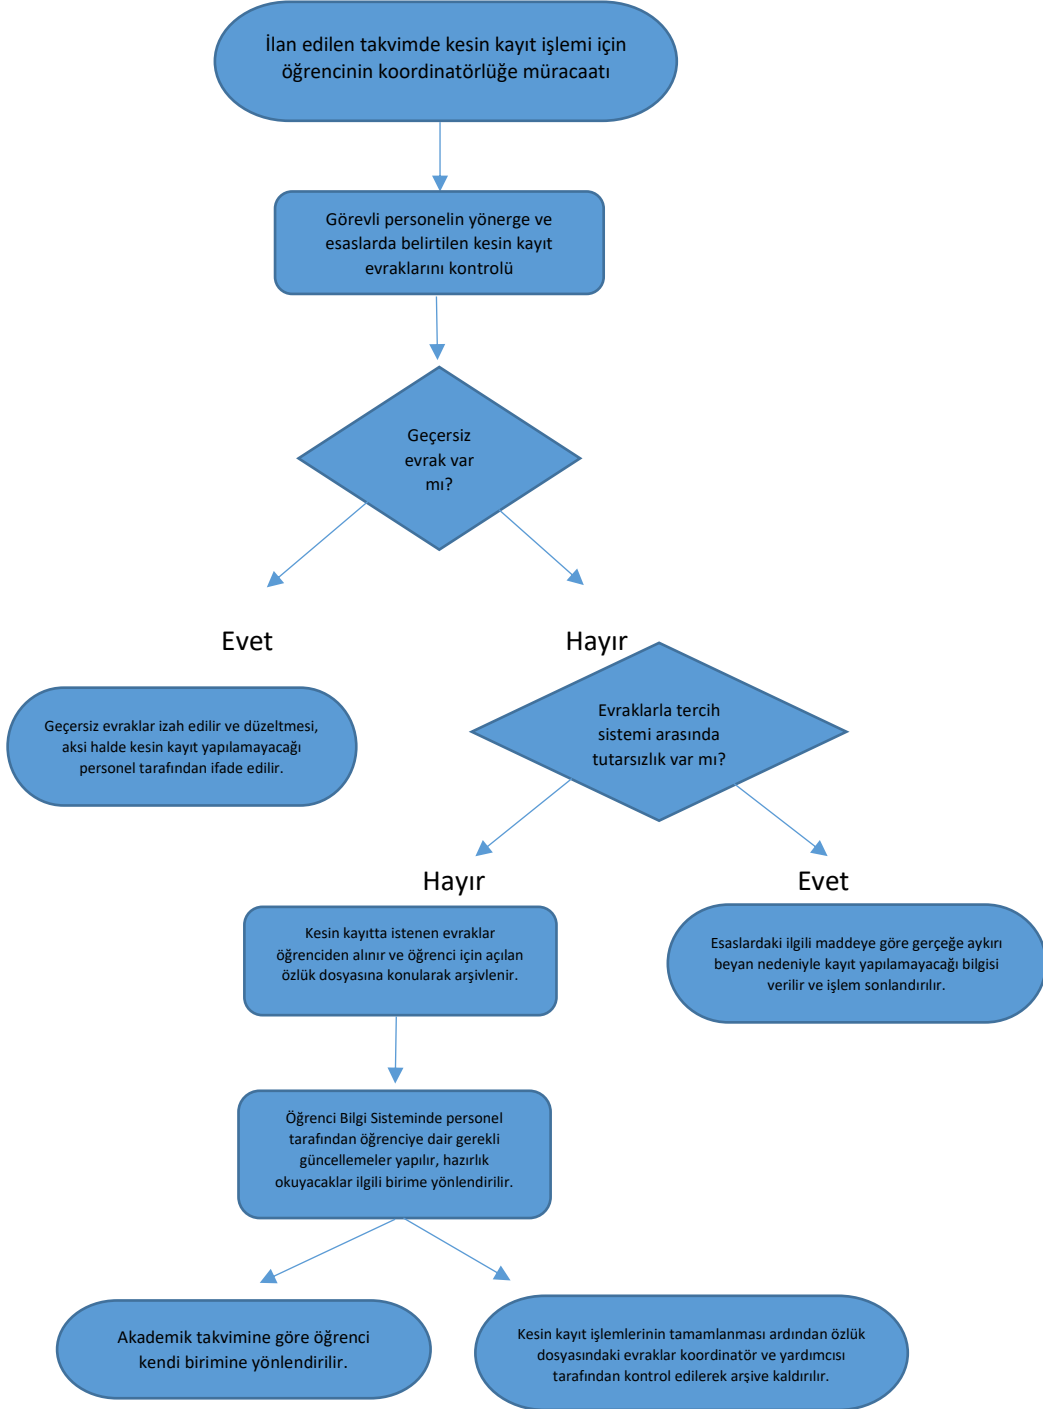 İlan edilen takvimde kesin kayıt işlemi için
öğrencinin koordinatörlüğe müracaatı
Görevli personelin yönerge ve
esaslarda belirtilen kesin kayıt
evraklarını kontrolü
Geçersiz
evrak var
mı?
Evet
Hayır
Geçersiz evraklar izah edilir ve düzeltmesi,
aksi halde kesin kayıt yapılamayacağı
personel tarafından ifade edilir.
Evraklarla tercih
sistemi arasında
tutarsızlık var mı?
Hayır
Evet
Kesin kayıtta istenen evraklar
öğrenciden alınır ve öğrenci için açılan
özlük dosyasına konularak arşivlenir.
Esaslardaki ilgili maddeye göre gerçeğe aykırı
beyan nedeniyle kayıt yapılamayacağı bilgisi
verilir ve işlem sonlandırılır.
Öğrenci Bilgi Sisteminde personel
tarafından öğrenciye dair gerekli
güncellemeler yapılır, hazırlık
okuyacaklar ilgili birime yönlendirilir.
Akademik takvimine göre öğrenci
kendi birimine yönlendirilir.
Kesin kayıt işlemlerinin tamamlanması ardından özlük
dosyasındaki evraklar koordinatör ve yardımcısı
tarafından kontrol edilerek arşive kaldırılır.